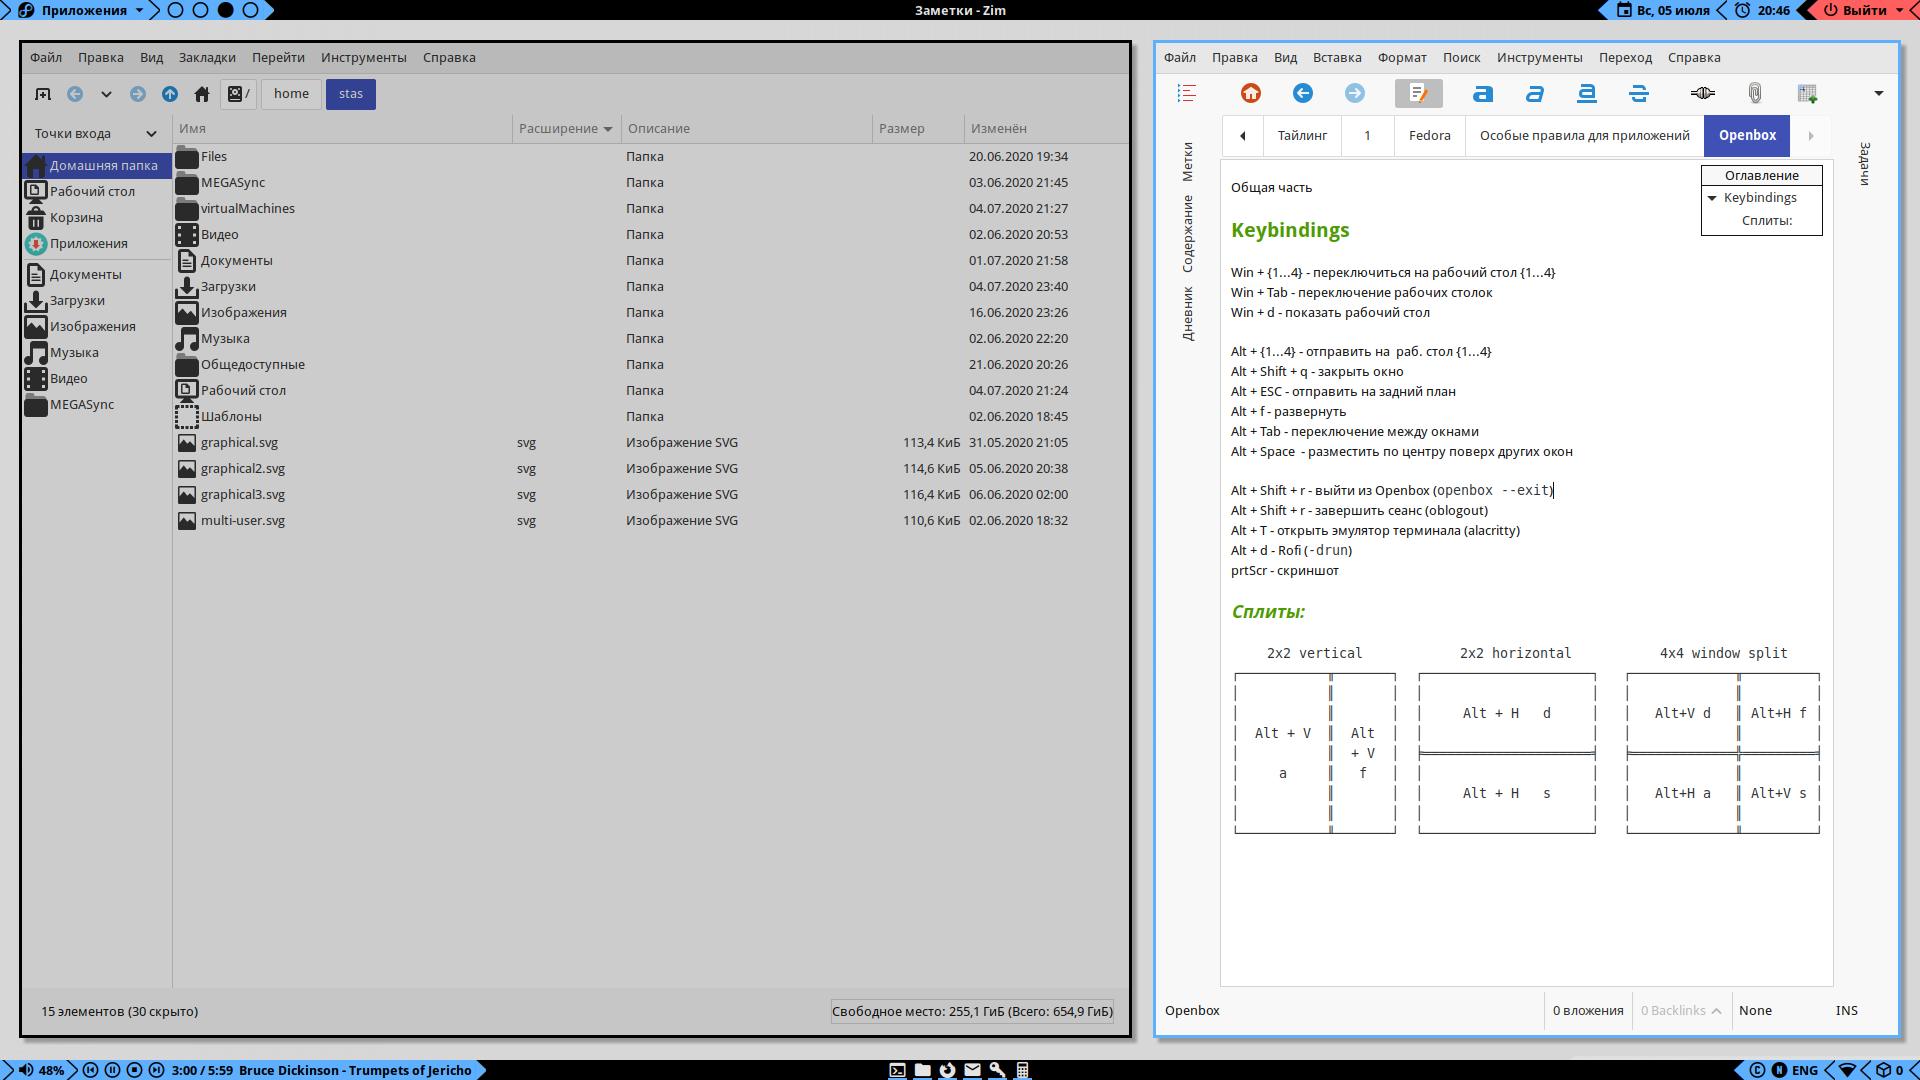 Приложения
Заметки - Zim
Вс, 05 июля
20:46
Выйти
Файл Правка Вид Закладки Перейти Инструменты Справка
/ home stas
Точки входа
Домашняя папка
Рабочий стол
Корзина
Приложения
Документы
Загрузки
Изображения
Музыка
Видео
MEGASync
Имя Расширение Описание Размер Изменён
Files Папка 20.06.2020 19:34
MEGASync Папка 03.06.2020 21:45
virtualMachines Папка 04.07.2020 21:27
Видео Папка 02.06.2020 20:53
Документы Папка 01.07.2020 21:58
Загрузки Папка 04.07.2020 23:40
Изображения Папка 16.06.2020 23:26
Музыка Папка 02.06.2020 22:20
Общедоступные Папка 21.06.2020 20:26
Рабочий стол Папка 04.07.2020 21:24
Шаблоны Папка 02.06.2020 18:45
graphical.svg svg Изображение SVG 113,4 КиБ 31.05.2020 21:05
graphical2.svg svg Изображение SVG 114,6 КиБ 05.06.2020 20:38
graphical3.svg svg Изображение SVG 116,4 КиБ 06.06.2020 02:00
multi-user.svg svg Изображение SVG 110,6 КиБ 02.06.2020 18:32
15 элементов (30 скрыто)
Свободное место: 255,1 ГиБ (Всего: 654,9 ГиБ)
Файл Правка Вид Вставка Формат Поиск Инструменты Переход Справка
a a a a
Тайлинг 1 Fedora Особые правила для приложений Openbox
Метки
Содержание
Дневник
Задачи
Оглавление
Keybindings
Сплиты:
Общая часть
Keybindings
Win + {1...4} - переключиться на рабочий стол {1...4}
Win + Tab - переключение рабочих столок
Win + d - показать рабочий стол
Alt + {1...4} - отправить на  раб. стол {1...4}
Alt + Shift + q - закрыть окно
Alt + ESC - отправить на задний план
Alt + f - развернуть
Alt + Tab - переключение между окнами
Alt + Space  - разместить по центру поверх других окон
Alt + Shift + r - выйти из Openbox (openbox --exit)
Alt + Shift + r - завершить сеанс (oblogout)
Alt + T - открыть эмулятор терминала (alacritty)
Alt + d - Rofi (-drun)
prtScr - скриншот
Сплиты:
2x2 vertical 2x2 horizontal 4x4 window split
Alt + H d Alt+V d Alt+H f
Alt + V Alt
+ V
a f
Alt + H s Alt+H a Alt+V s
Openbox 0 вложения 0 Backlinks None INS
48%
3:00 / 5:59 Bruce Dickinson - Trumpets of Jericho
C N ENG
0